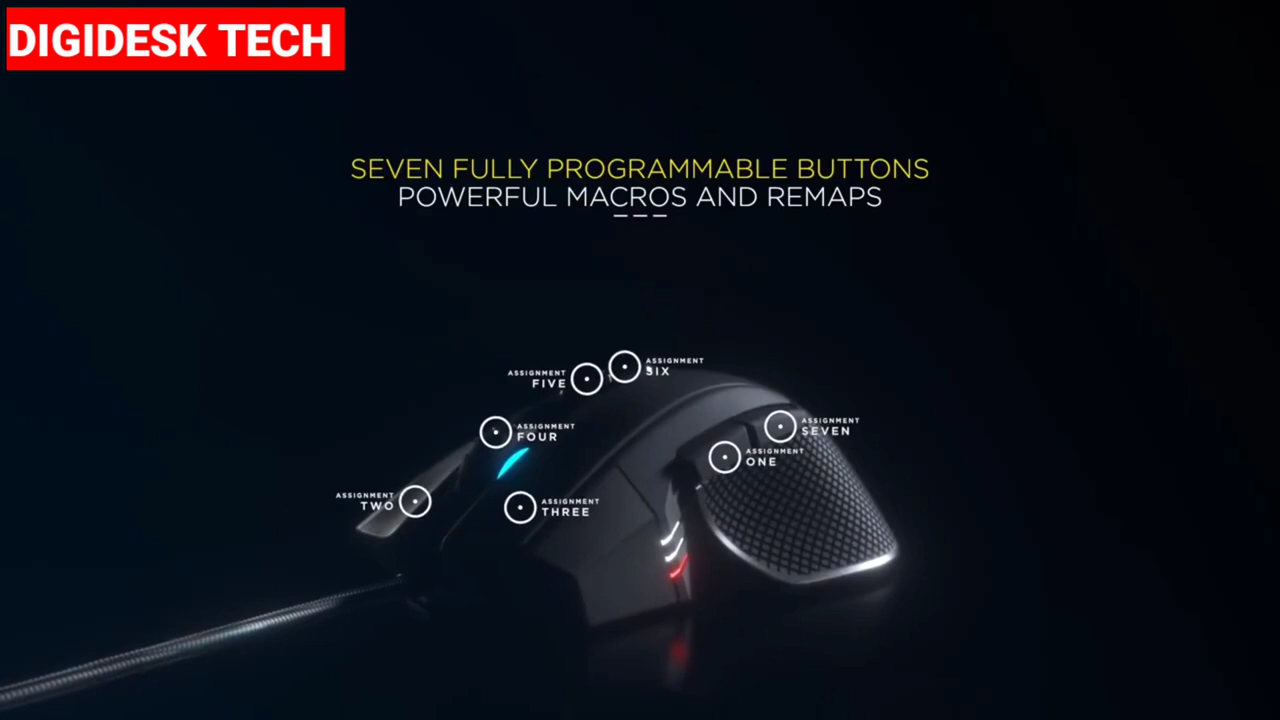 DIGIDESK TECH
SEVEN FULLY PROGRAMMABLE BUTTONS
POWERFUL MACROS AND REMAPS
ASSIGNMENT
SIX
ASSIGNMENT
FIVE
ASSIGNMENT
SEVEN
ASSIGNMENT
FOUR
ASSIGNMENT
ONE
ASSIGNMENT
TWO
ASSIGNMENT
THREE